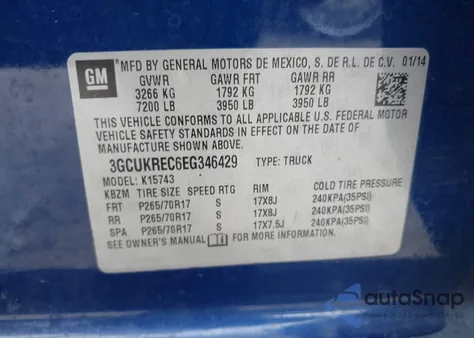 GM
MFD BY GENERAL MOTORS DE MEXICO, S. DE R.L. DE C.V. 01/14
GVWR GAWR FRT GAWR RR
3266 KG 1792 KG 1792 KG
7200 LB 3950 LB 3950 LB
THIS VEHICLE CONFORMS TO ALL APPLICABLE U.S. FEDERAL MOTOR
VEHICLE SAFETY STANDARDS IN EFFECT ON THE DATE OF
MANUFACTURE SHOWN ABOVE.
3GCUKREC6EG346429 TYPE: TRUCK
MODEL: K15743
KBZM TIRE SIZE SPEED RTG RIM COLD TIRE PRESSURE
FRT P265/70R17 S 17X8J 240KPA(35PSI)
RR P265/70R17 S 17X8J 240KPA(35PSI)
SPA P265/70R17 S 17X7.5J 240KPA(35PSI)
SEE OWNER'S MANUAL FOR MORE INFORMATION.
autoSnap